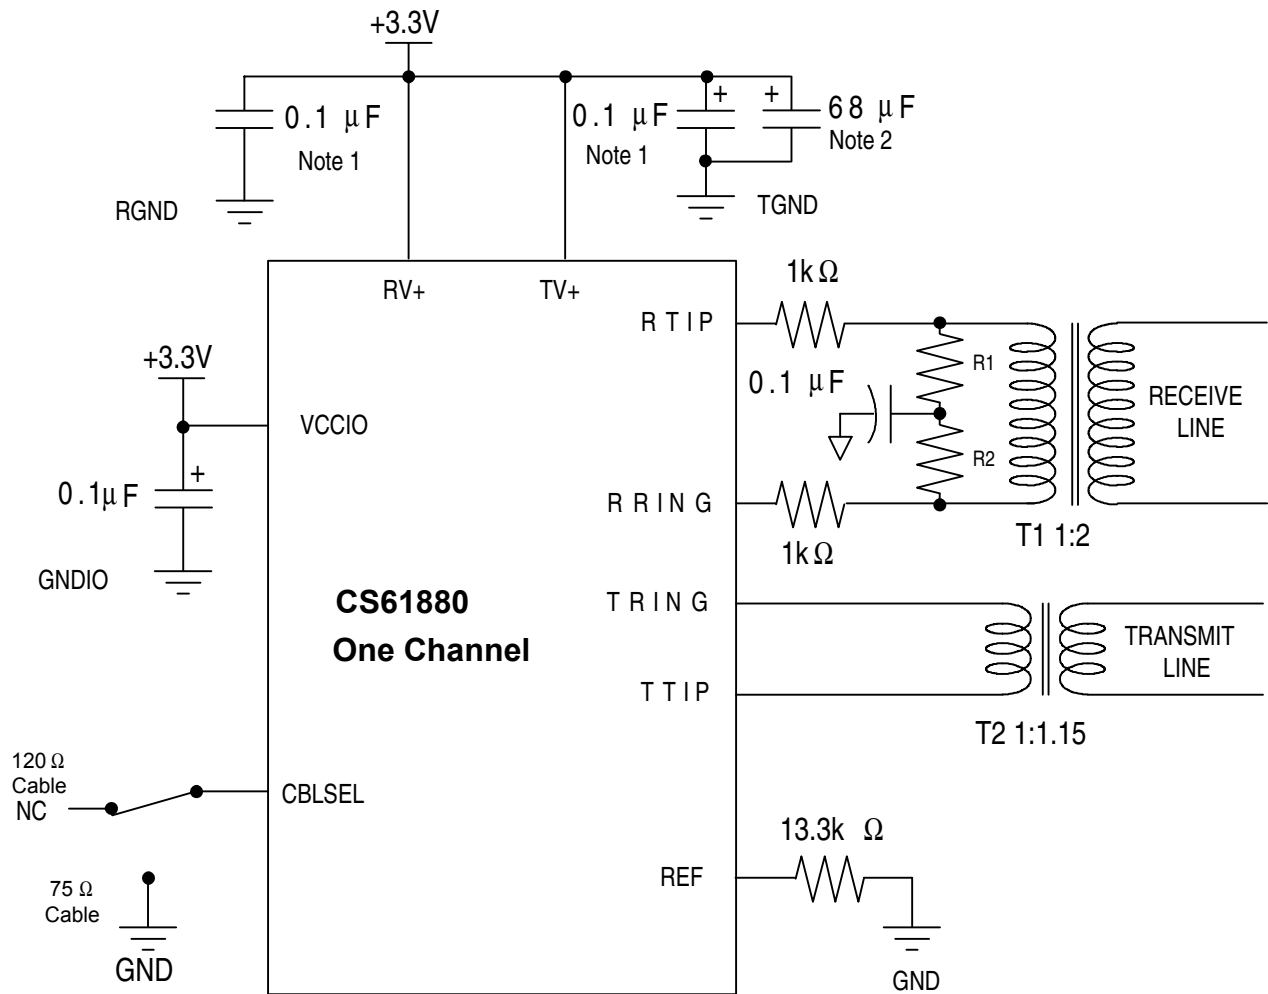 +3.3V
0.1 μF
Note 1
0.1 μF
Note 1
+
+
68 μF
Note 2
RGND
TGND
RV+
TV+
1kΩ
RTIP
+3.3V
0.1 μF
R1
RECEIVE
LINE
VCCIO
R2
+
0.1μF
RRING
T1 1:2
1kΩ
GNDIO
CS61880
One Channel
TRING
TRANSMIT
LINE
TTIP
T2 1:1.15
120 Ω
Cable
NC
CBLSEL
13.3k Ω
REF
75 Ω
Cable
GND
GND